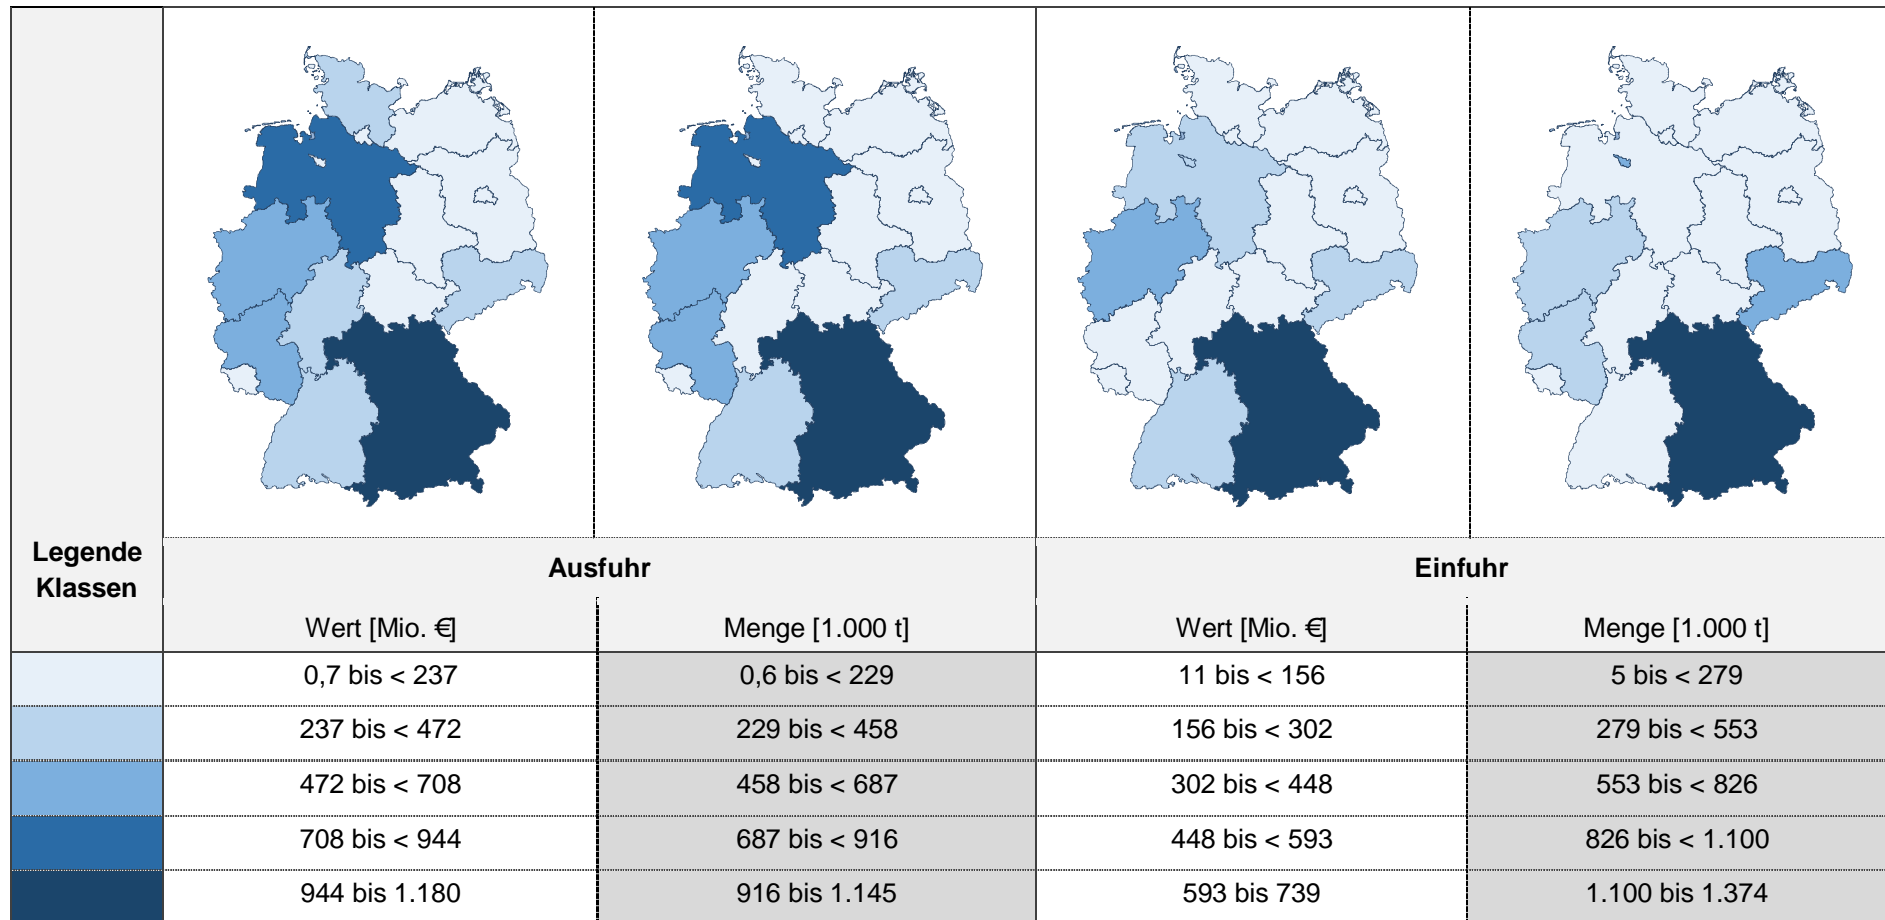 Legende
Klassen
Ausfuhr
Einfuhr
Wert [Mio. €]
Menge [1.000 t]
Wert [Mio. €]
Menge [1.000 t]
0,7 bis < 237
0,6 bis < 229
11 bis < 156
5 bis < 279
237 bis < 472
229 bis < 458
156 bis < 302
279 bis < 553
472 bis < 708
458 bis < 687
302 bis < 448
553 bis < 826
708 bis < 944
687 bis < 916
448 bis < 593
826 bis < 1.100
944 bis 1.180
916 bis 1.145
593 bis 739
1.100 bis 1.374